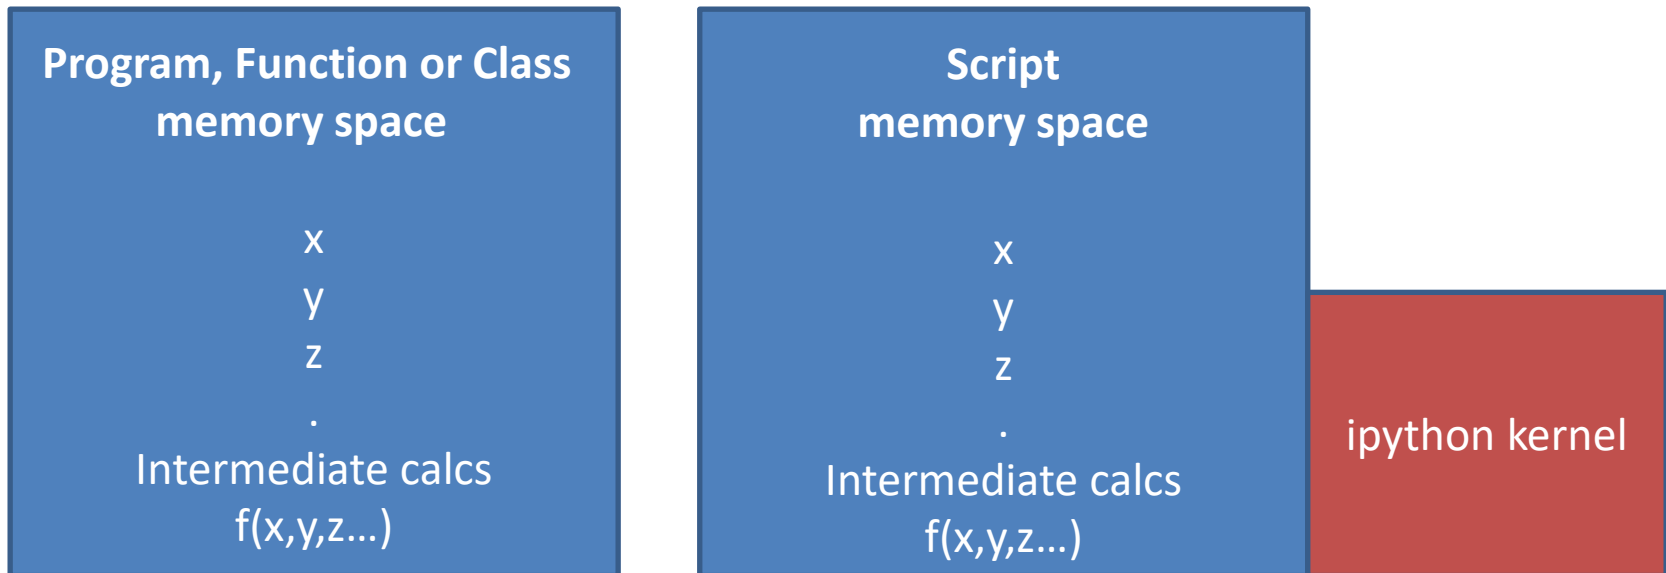 Program, Function or Class
memory space
x
y
z
.
Intermediate calcs
f(x,y,z…)
Script
memory space
x
y
z
.
Intermediate calcs
f(x,y,z…)
ipython kernel